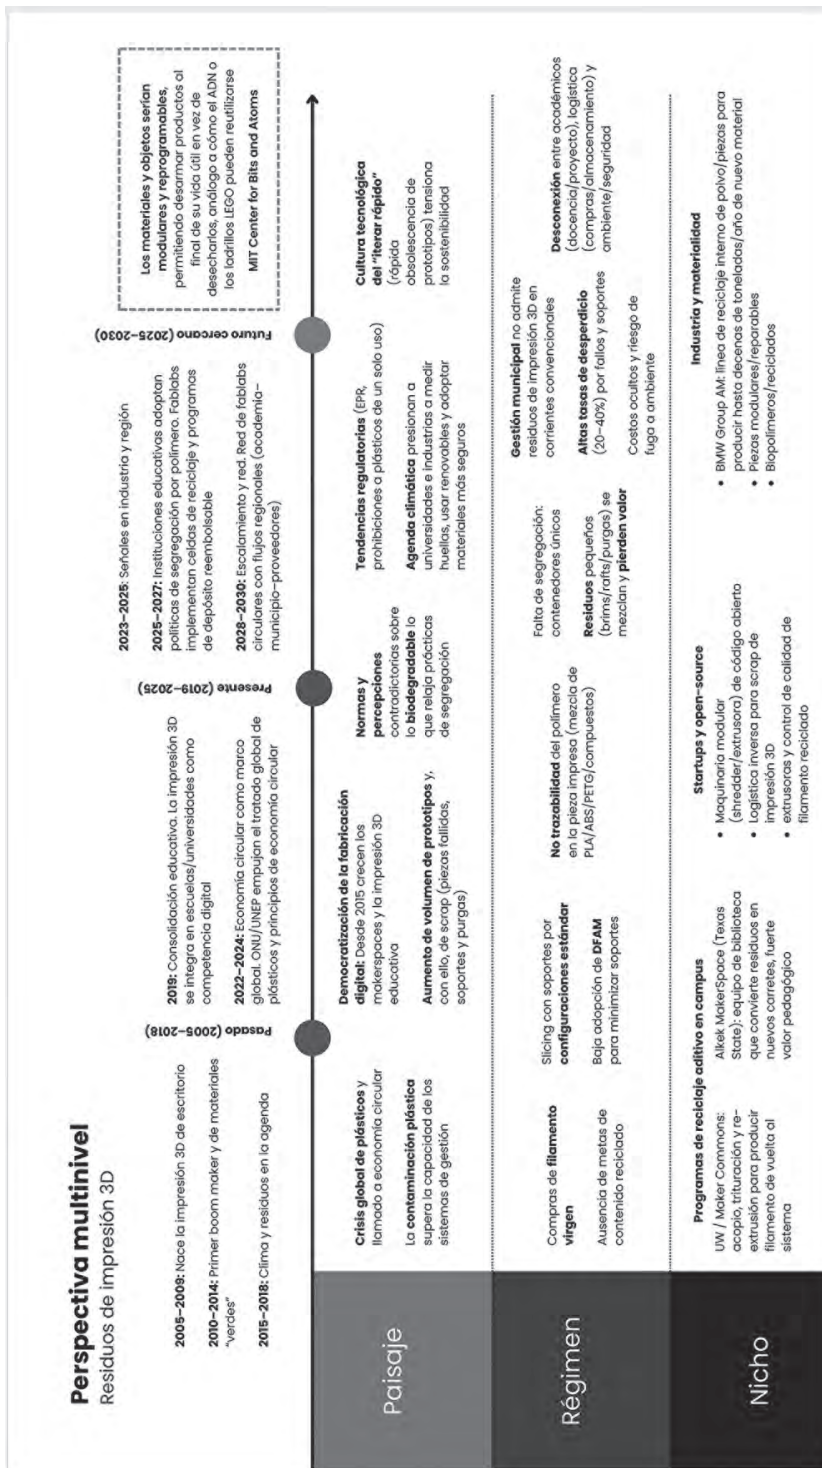 Perspectiva multinivel
Residuos de impresión 3D
2005–2009: Nace la impresión 3D de escritorio
2010–2014: Primer boom maker y de materiales
“verdes”
2015–2018: Clima y residuos en la agenda
Pasado (2005–2018)
2019: Consolidación educativa. La impresión 3D
se integra en escuelas/universidades como
competencia digital
2022–2024: Economía circular como marco
global. ONU/UNEP empujan el tratado global de
plásticos y principios de economía circular
Presente (2019–2025)
2023–2025: Señales en industria y región
2025–2027: Instituciones educativas adoptan
políticas de segregación por polímero. Fablabs
implementan celdas de reciclaje y programas
de depósito reembolsable
2028–2030: Escalamiento y red. Red de fablabs
circulares con flujos regionales (academia–
municipio–proveedores)
Futuro cercano (2025–2030)
Los materiales y objetos serían
modulares y reprogramables,
permitiendo desarmar productos al
final de su vida útil en vez de
desecharlos, análogo a cómo el ADN o
los ladrillos LEGO pueden reutilizarse
MIT Center for Bits and Atoms
Paisaje
Crisis global de plásticos y
llamado a economía circular
La contaminación plástica
supera la capacidad de los
sistemas de gestión
Democratización de la fabricación
digital: Desde 2015 crecen los
makerspaces y la impresión 3D
educativa
Aumento de volumen de prototipos y,
con ello, de scrap (piezas fallidas,
soportes y purgas)
Normas y
percepciones
contradictorias sobre
lo biodegradable lo
que relaja prácticas
de segregación
Tendencias regulatorias (EPR,
prohibiciones a plásticos de un solo uso)
Agenda climática presionan a
universidades e industrias a medir
huellas, usar renovables y adoptar
materiales más seguros
Cultura tecnológica
del “iterar rápido”
(rápida
obsolescencia de
prototipos) tensiona
la sostenibilidad
Régimen
Compras de filamento
virgen
Ausencia de metas de
contenido reciclado
Slicing con soportes por
configuraciones estándar
Baja adopción de DFAM
para minimizar soportes
No trazabilidad del polímero
en la pieza impresa (mezcla de
PLA/ABS/PETG/compuestos)
Falta de segregación:
contenedores únicos
Residuos pequeños
(brims/rafts/purgas) se
mezclan y pierden valor
Gestión municipal no admite
residuos de impresión 3D en
corrientes convencionales
Altas tasas de desperdicio
(20–40%) por fallos y soportes
Costos ocultos y riesgo de
fuga a ambiente
Desconexión entre académicos
(docencia/proyecto), logística
(compras/almacenamiento) y
ambiente/seguridad
Nicho
Programas de reciclaje aditivo en campus
UW / Maker Commons:
acopio, trituración y re-
extrusión para producir
filamento de vuelta al
sistema
Alkek MakerSpace (Texas
State): equipo de biblioteca
que convierte residuos en
nuevos carretes, fuerte
valor pedagógico
Startups y open-source
• Maquinaria modular
(shredder/extrusora) de código abierto
• Logística inversa para scrap de
impresión 3D
• extrusoras y control de calidad de
filamento reciclado
Industria y materialidad
• BMW Group AM: línea de reciclaje interno de polvo/piezas para
producir hasta decenas de toneladas/año de nuevo material
• Piezas modulares/reparables
• Biopolímeros/reciclados